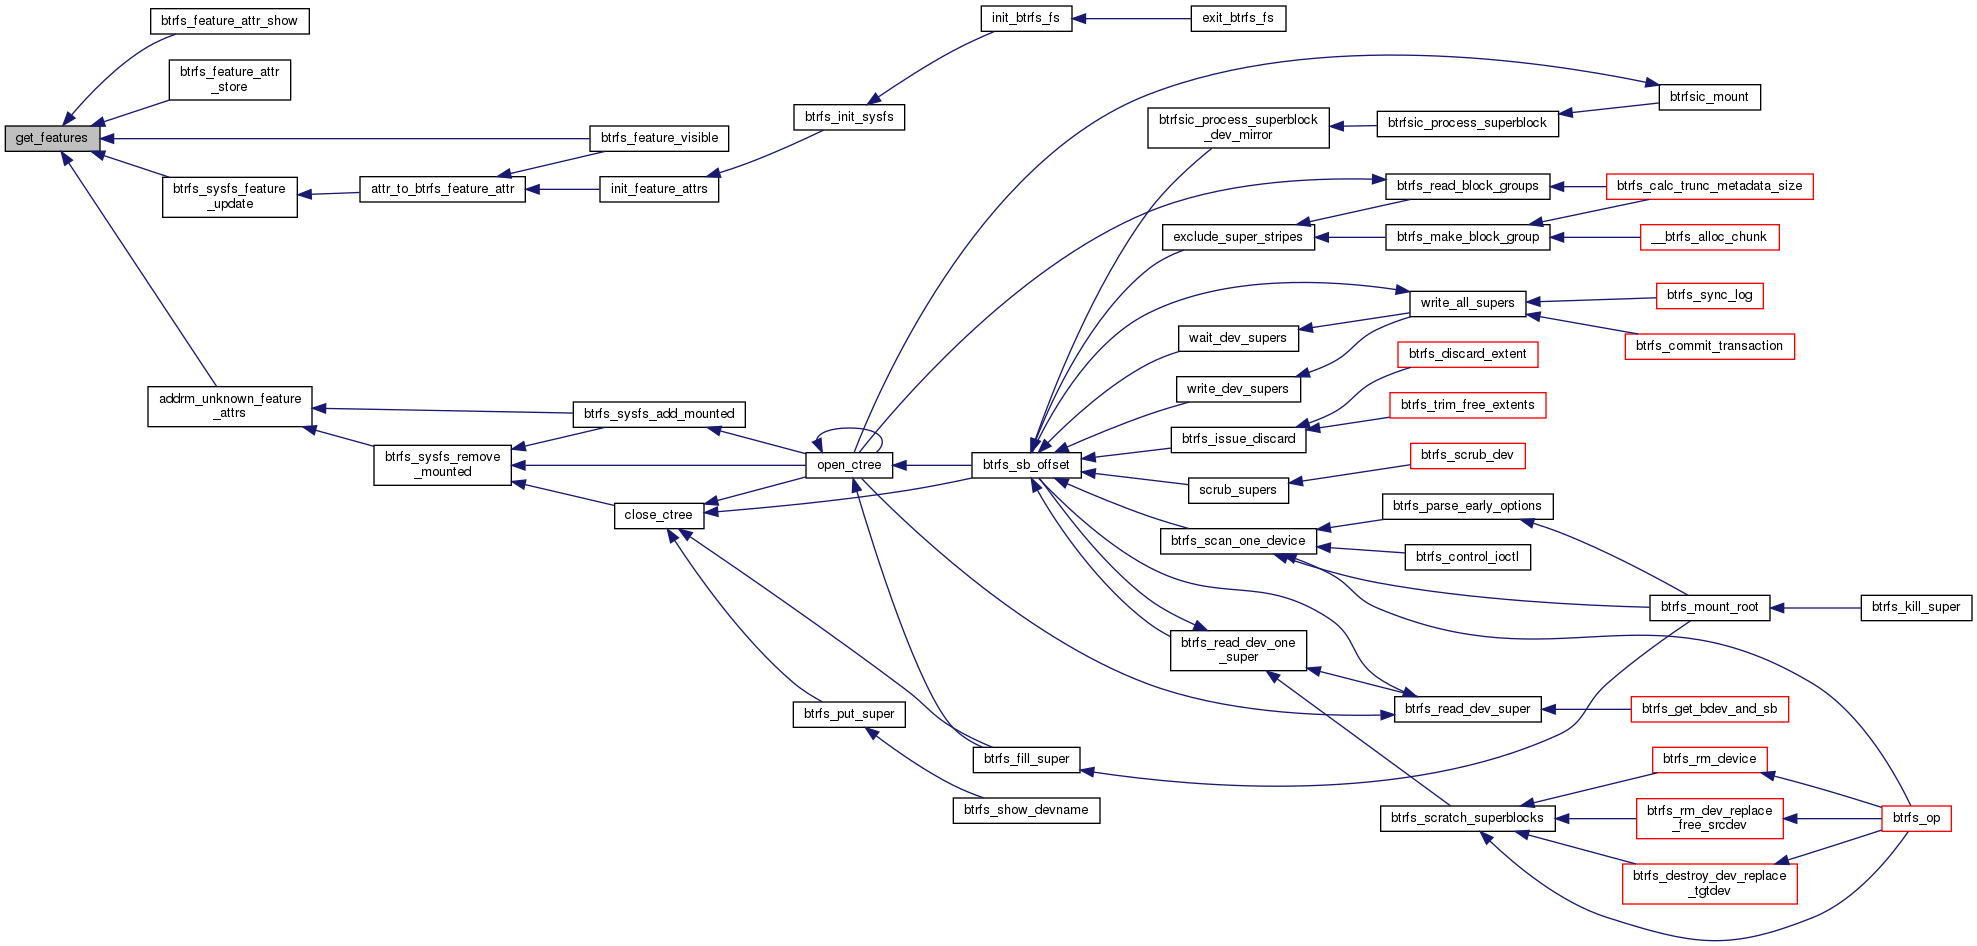 btrfs_feature_attr_show
init_btrfs_fs
exit_btrfs_fs
btrfs_feature_attr
_store
btrfsic_mount
btrfs_init_sysfs
btrfsic_process_superblock
_dev_mirror
btrfsic_process_superblock
get_features
btrfs_feature_visible
btrfs_sysfs_feature
_update
attr_to_btrfs_feature_attr
init_feature_attrs
btrfs_read_block_groups
btrfs_calc_trunc_metadata_size
exclude_super_stripes
btrfs_make_block_group
__btrfs_alloc_chunk
write_all_supers
btrfs_sync_log
wait_dev_supers
btrfs_discard_extent
btrfs_commit_transaction
write_dev_supers
addrm_unknown_feature
_attrs
btrfs_sysfs_add_mounted
btrfs_trim_free_extents
btrfs_issue_discard
btrfs_sysfs_remove
_mounted
open_ctree
btrfs_sb_offset
btrfs_scrub_dev
scrub_supers
close_ctree
btrfs_parse_early_options
btrfs_scan_one_device
btrfs_control_ioctl
btrfs_mount_root
btrfs_kill_super
btrfs_read_dev_one
_super
btrfs_put_super
btrfs_read_dev_super
btrfs_get_bdev_and_sb
btrfs_fill_super
btrfs_rm_device
btrfs_show_devname
btrfs_scratch_superblocks
btrfs_rm_dev_replace
_free_srcdev
btrfs_op
btrfs_destroy_dev_replace
_tgtdev